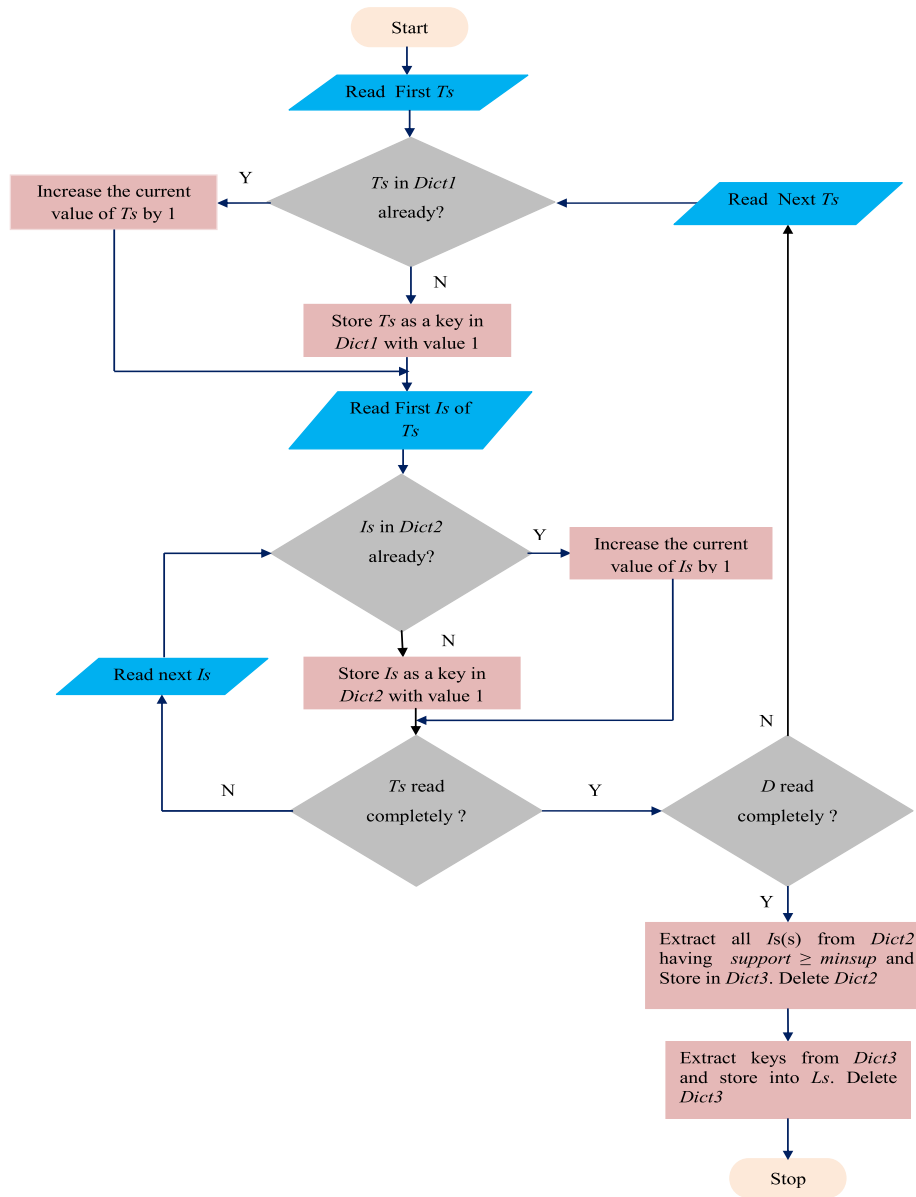 Start
Read First Ts
Ts in Dict1
already?
Y
Increase the current
value of Ts by 1
Read Next Ts
N
Store Ts as a key in
Dict1 with value 1
Read First Is of
Ts
Is in Dict2
already?
Y
Increase the current
value of Is by 1
N
Store Is as a key in
Dict2 with value 1
Read next Is
Ts read
completely ?
N
Y
D read
completely ?
N
Y
Extract all Is(s) from Dict2
having support ≥ minsup and
Store in Dict3. Delete Dict2
Extract keys from Dict3
and store into Ls. Delete
Dict3
Stop